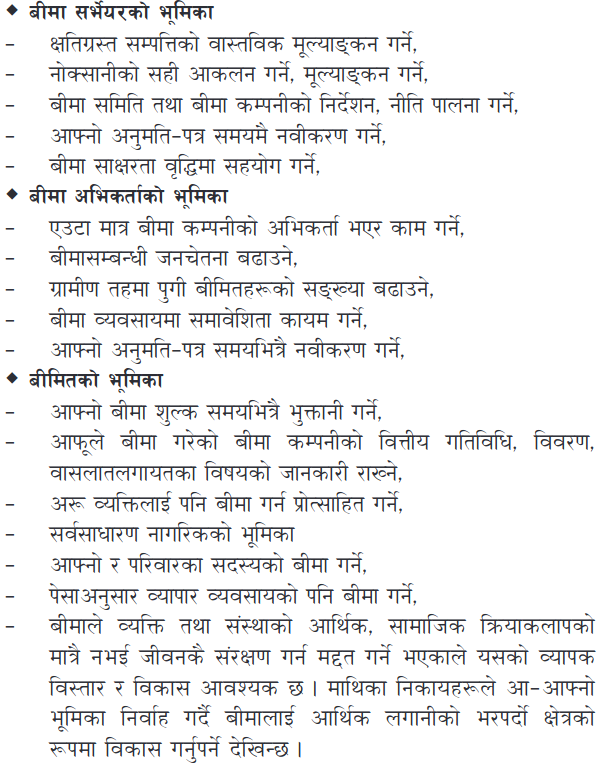 ◆ बीमा सर्भेयरको भूमिका
– क्षतिग्रस्त सम्पत्तिको वास्तविक मूल्याङ्कन गर्ने,
– नोक्सानीको सही आकलन गर्ने, मूल्याङ्कन गर्ने,
– बीमा समिति तथा बीमा कम्पनीको निर्देशन, नीति पालना गर्ने,
– आफ्नो अनुमति–पत्र समयमै नवीकरण गर्ने,
– बीमा साक्षरता वृद्धिमा सहयोग गर्ने,
◆ बीमा अभिकर्ताको भूमिका
– एउटा मात्र बीमा कम्पनीको अभिकर्ता भएर काम गर्ने,
– बीमासम्बन्धी जनचेतना बढाउने,
– ग्रामीण तहमा पुगी बीमितहरूको सङ्ख्या बढाउने,
– बीमा व्यवसायमा समावेशिता कायम गर्ने,
– आफ्नो अनुमति–पत्र समयभित्रै नवीकरण गर्ने,
◆ बीमितको भूमिका
– आफ्नो बीमा शुल्क समयभित्रै भुक्तानी गर्ने,
– आफूले बीमा गरेको बीमा कम्पनीको वित्तीय गतिविधि, विवरण,
वासलातलगायतका विषयको जानकारी राख्ने,
– अरू व्यक्तिलाई पनि बीमा गर्न प्रोत्साहित गर्ने,
– सर्वसाधारण नागरिकको भूमिका
– आफ्नो र परिवारका सदस्यको बीमा गर्ने,
– पेसाअनुसार व्यापार व्यवसायको पनि बीमा गर्ने,
– बीमाले व्यक्ति तथा संस्थाको आर्थिक, सामाजिक क्रियाकलापको
मात्रै नभई जीवनकै संरक्षण गर्न मद्दत गर्ने भएकाले यसको व्यापक
विस्तार र विकास आवश्यक छ । माथिका निकायहरूले आ–आफ्नो
भूमिका निर्वाह गर्दै बीमालाई आर्थिक लगानीको भरपर्दो क्षेत्रको
रूपमा विकास गर्नुपर्ने देखिन्छ ।